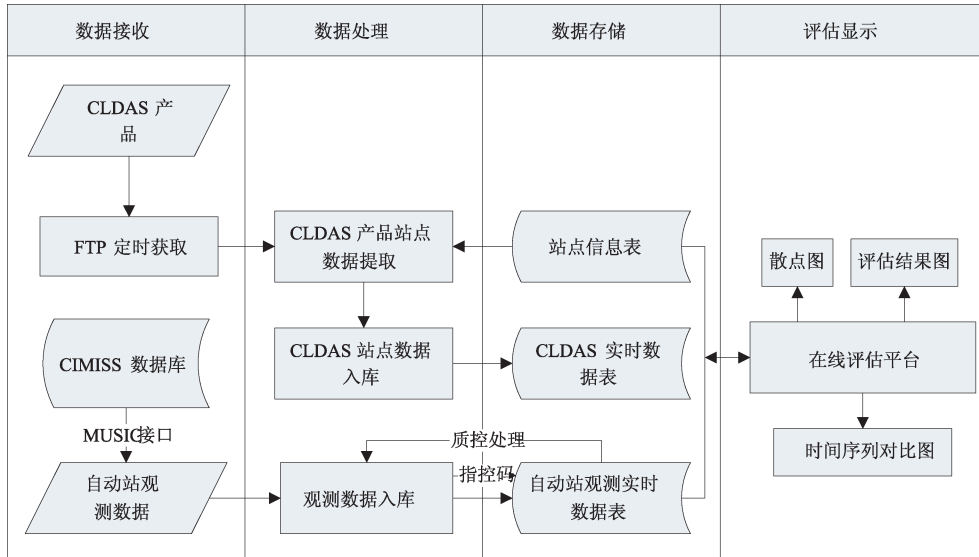 数据接收
数据处理
数据存储
评估显示
CLDAS 产
品
FTP 定时获取
CLDAS 产品站点
数据提取
站点信息表
散点图
评估结果图
CIMISS 数据库
CLDAS 站点数据
入库
CLDAS 实时数
据表
在线评估平台
MUSIC接口
质控处理
时间序列对比图
指控码
自动站观
测数据
观测数据入库
自动站观测实时
数据表